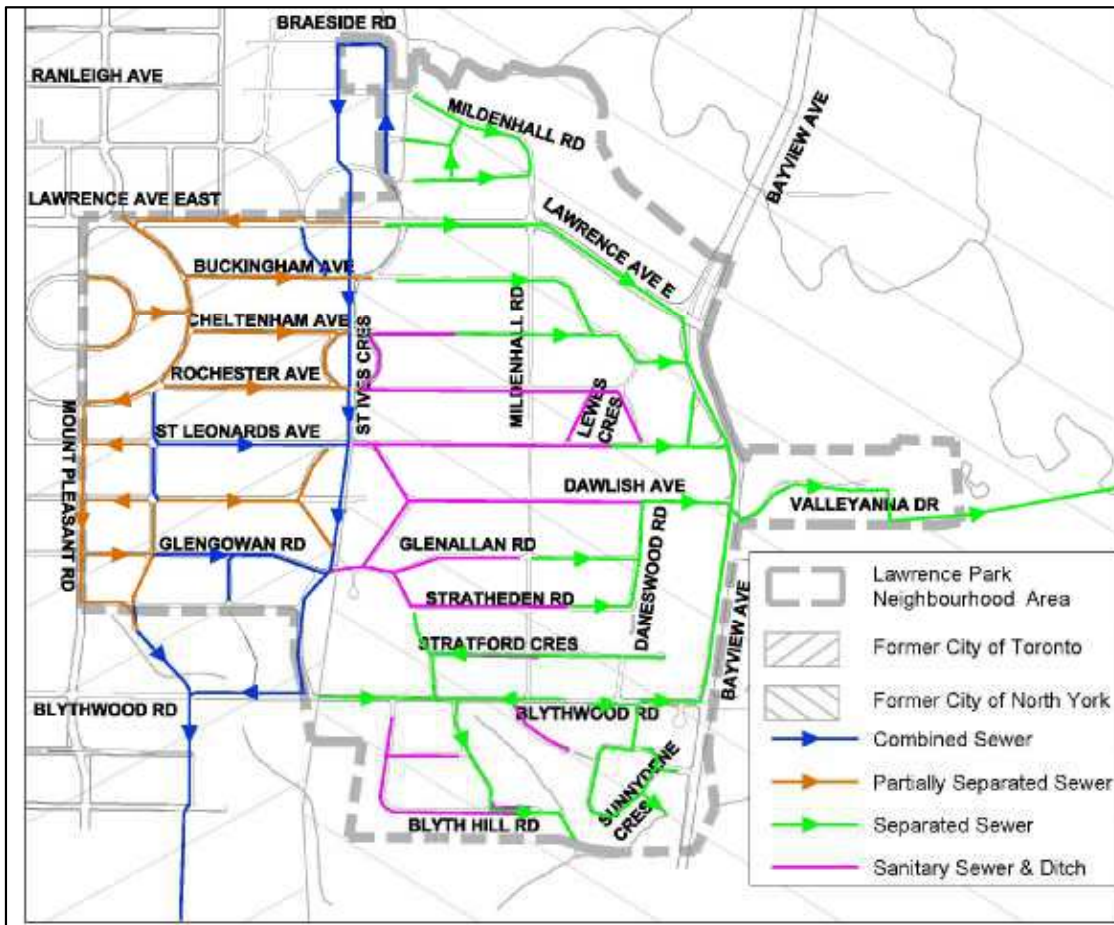 BRAESIDE RD
RANLEIGH AVE
MILDENHALL RD
BAYVIEW AVE
LAWRENCE AVE EAST
LAWRENCE AVE E
BUCKINGHAM AVE
CHELTENHAM AVE
ST IVES CRES
MILDENHALL RD
ROCHESTER AVE
LEWES
CRES
MOUNT PLEASANT RD
ST LEONARDS AVE
DAWLISH AVE
VALLEYANNA DR
GLENGOWAN RD
GLENALLAN RD
DANESWOOD RD
STRATHEDEN RD
STRATFORD CRES
BAYVIEW AVE
BLYTHWOOD RD
BLYTHWOOD RD
SUNNYDENE
CRES
BLYTH HILL RD
Lawrence Park
Neighbourhood Area
Former City of Toronto
Former City of North York
Combined Sewer
Partially Separated Sewer
Separated Sewer
Sanitary Sewer & Ditch